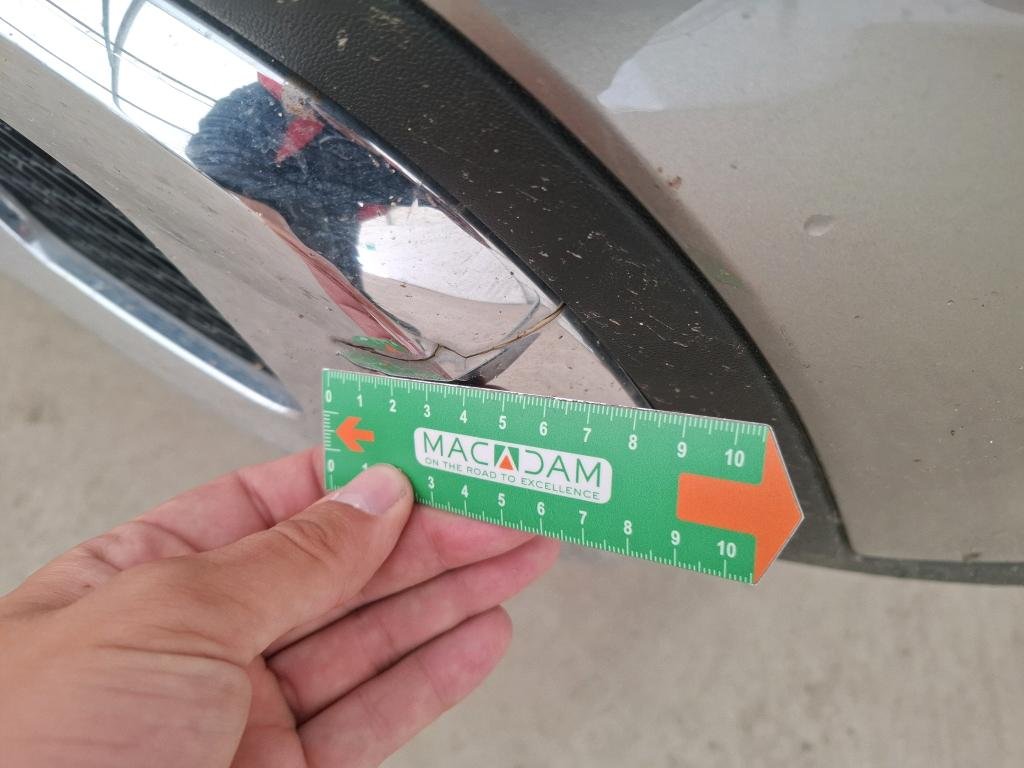 0 1 2 3 4 5 6 7 8 9 10
MACADAM
ON THE ROAD TO EXCELLENCE
0 1 3 4 5 6 7 8 9 10